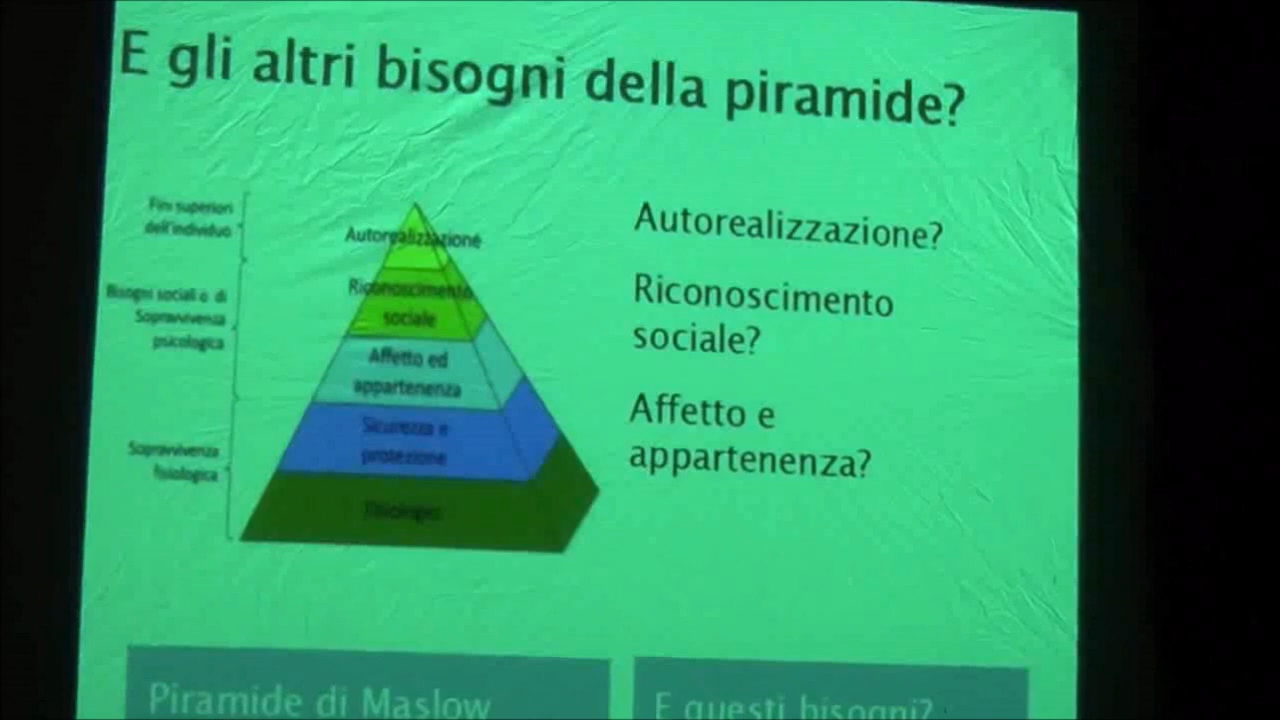 E gli altri bisogni della piramide?
Fini superiori
dell'individuo
Bisogni sociali o di
Sopravvivenza
psicologica
Sopravvivenza
fisiologica
Autorealizzazione
Riconoscimento
sociale
Affetto ed
appartenenza
Sicurezza e
protezione
Fisiologici
Autorealizzazione?
Riconoscimento
sociale?
Affetto e
appartenenza?
Piramide di Maslow
E questi bisogni?